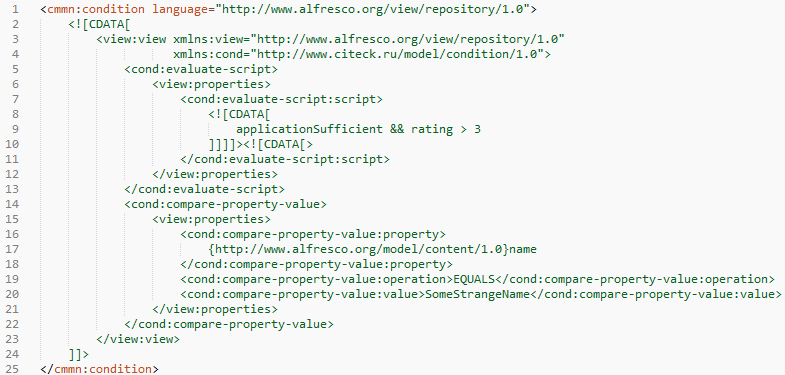 1 <cmmn:condition language="http://www.alfresco.org/view/repository/1.0">
2     <![CDATA[
3         <view:view xmlns:view="http://www.alfresco.org/view/repository/1.0"
4                    xmlns:cond="http://www.citeck.ru/model/condition/1.0">
5             <cond:evaluate-script>
6                 <view:properties>
7                     <cond:evaluate-script:script>
8                         <![CDATA[
9                             applicationSufficient && rating > 3
10                         ]]]]><![CDATA[>
11                     </cond:evaluate-script:script>
12                 </view:properties>
13             </cond:evaluate-script>
14             <cond:compare-property-value>
15                 <view:properties>
16                     <cond:compare-property-value:property>
17                         {http://www.alfresco.org/model/content/1.0}name
18                     </cond:compare-property-value:property>
19                     <cond:compare-property-value:operation>EQUALS</cond:compare-property-value:operation>
20                     <cond:compare-property-value:value>SomeStrangeName</cond:compare-property-value:value>
21                 </view:properties>
22             </cond:compare-property-value>
23         </view:view>
24     ]]>
25 </cmmn:condition>